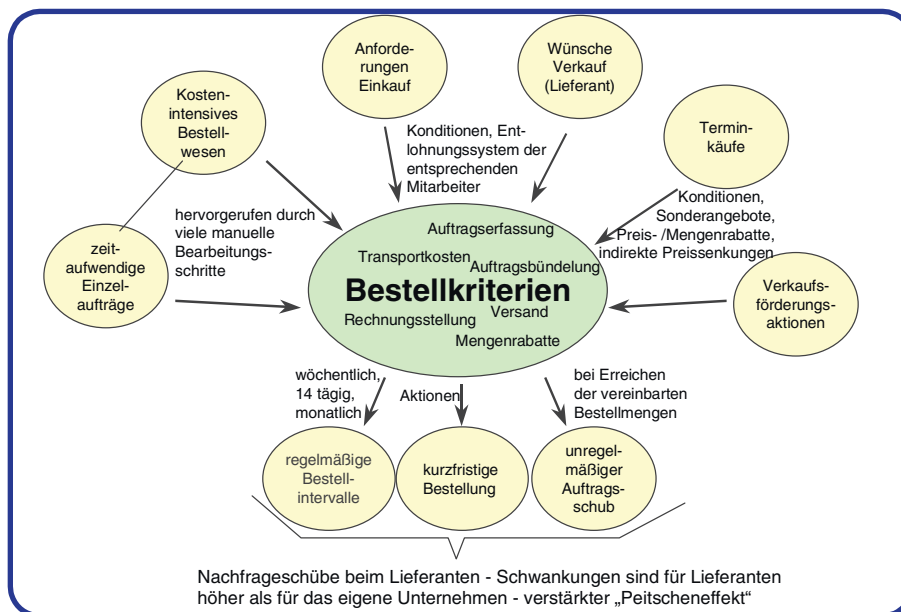 Anforde-
rungen
Einkauf
Wünsche
Verkauf
(Lieferant)
Kosten-
intensives
Bestell
wesen
Termin-
käufe
Konditionen, Ent-
lohnungssystem der
entsprechenden
Mitarbeiter
Konditionen,
Sonderangebote,
Preis- /Mengenrabatte,
indirekte Preissenkungen
hervorgerufen durch
viele manuelle
Bearbeitungs-
schritte
zeit-
aufwendige
Einzel-
aufträge
Verkaufs-
förderungs-
aktionen
Auftragserfassung
Transportkosten
Auftragsbündelung
Bestellkriterien
Rechnungsstellung
Versand
Mengenrabatte
wöchentlich,
14 tägig,
monatlich
Aktionen
bei Erreichen
der vereinbarten
Bestellmengen
regelmäßige
Bestell-
intervalle
kurzfristige
Bestellung
unregel-
mäßiger
Auftrags-
schub
Nachfrageschübe beim Lieferanten - Schwankungen sind für Lieferanten
höher als für das eigene Unternehmen - verstärkter „Peitscheneffekt“